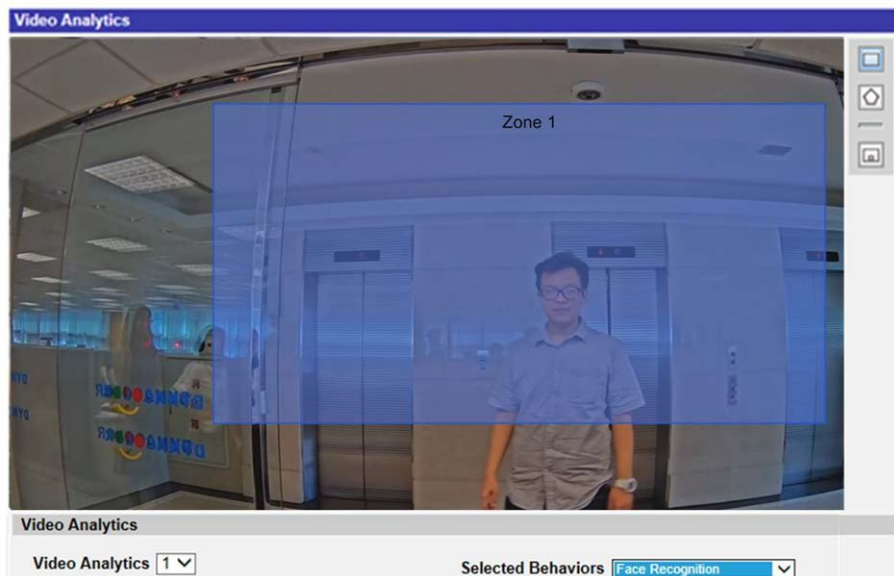 Video Analytics
Zone 1
Video Analytics
Video Analytics 1
Selected Behaviors Face Recognition